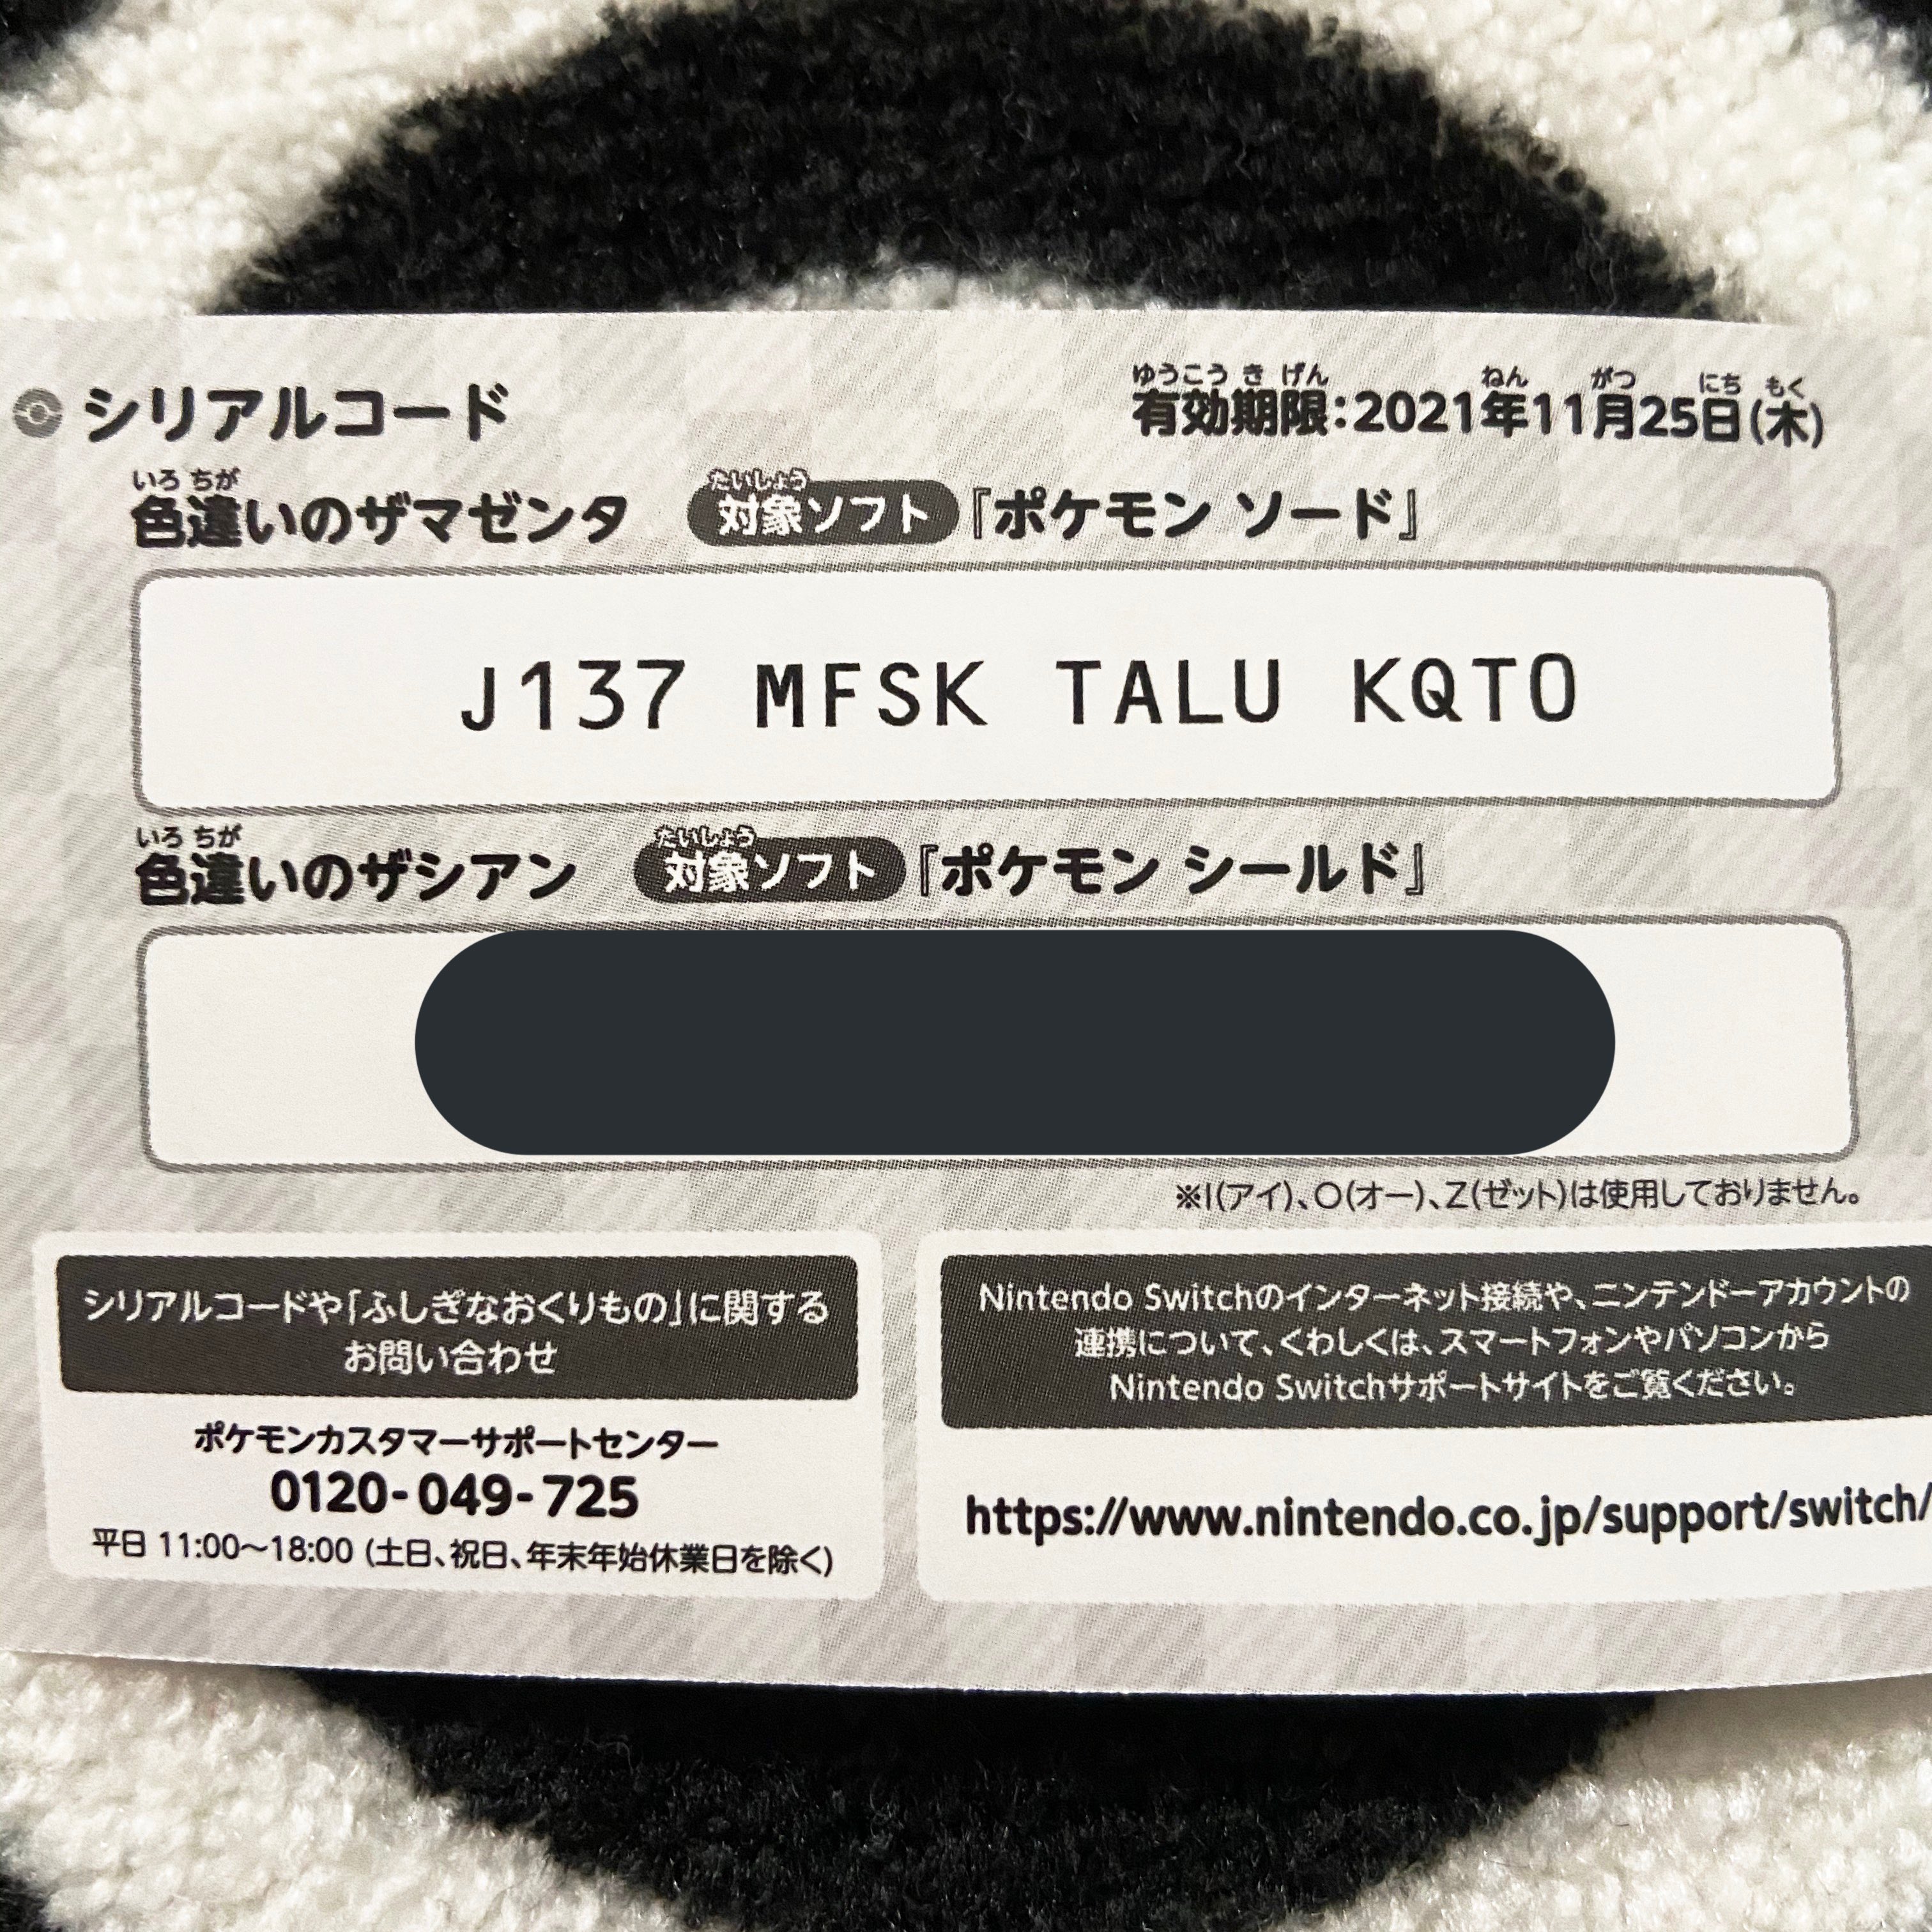 シリアルコード
有効期限:2021年11月25日(木)
ゆうこう き げん ねん がつ にち もく
いろ ちが たいしょう
色違いのザマゼンタ 対象ソフト『ポケモン ソード』
J137 MFSK TALU KQT0
いろ ちが たいしょう
色違いのザシアン 対象ソフト『ポケモン シールド』
※I(アイ)、O(オー)、Z(ゼット)は使用しておりません。
シリアルコードや「ふしぎなおくりもの」に関する
お問い合わせ
ポケモンカスタマーサポートセンター
0120-049-725
平日 11:00〜18:00 (土日、祝日、年末年始休業日を除く)
Nintendo Switchのインターネット接続や、ニンテンドーアカウントの
連携について、くわしくは、スマートフォンやパソコンから
Nintendo Switchサポートサイトをご覧ください。
https://www.nintendo.co.jp/support/switch/